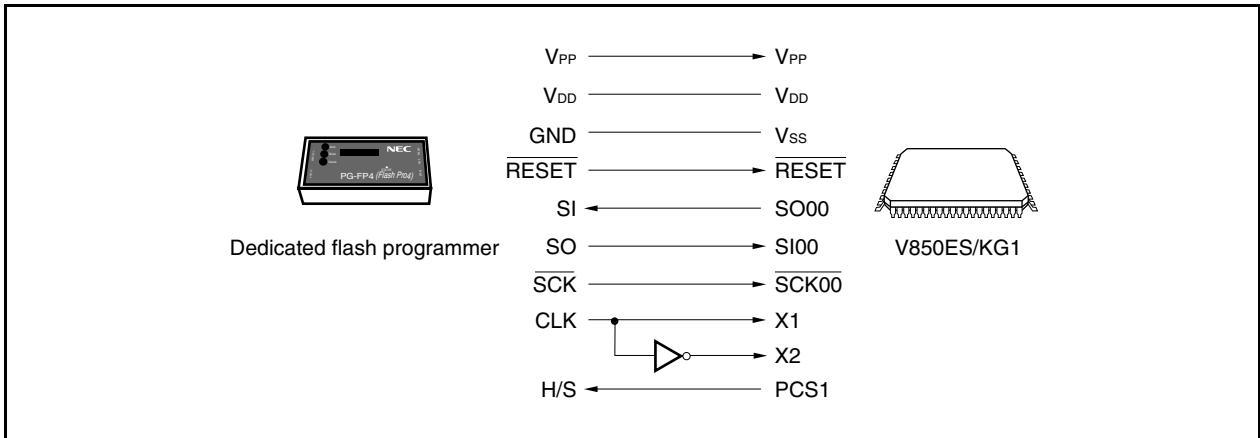 VPP VPP
VDD VDD
GND VSS
RESET RESET
SI SO00
SO SI00
SCK SCK00
CLK X1
X2
H/S PCS1
NEC
PG-FP4 (Flash Pro4)
Dedicated flash programmer
V850ES/KG1